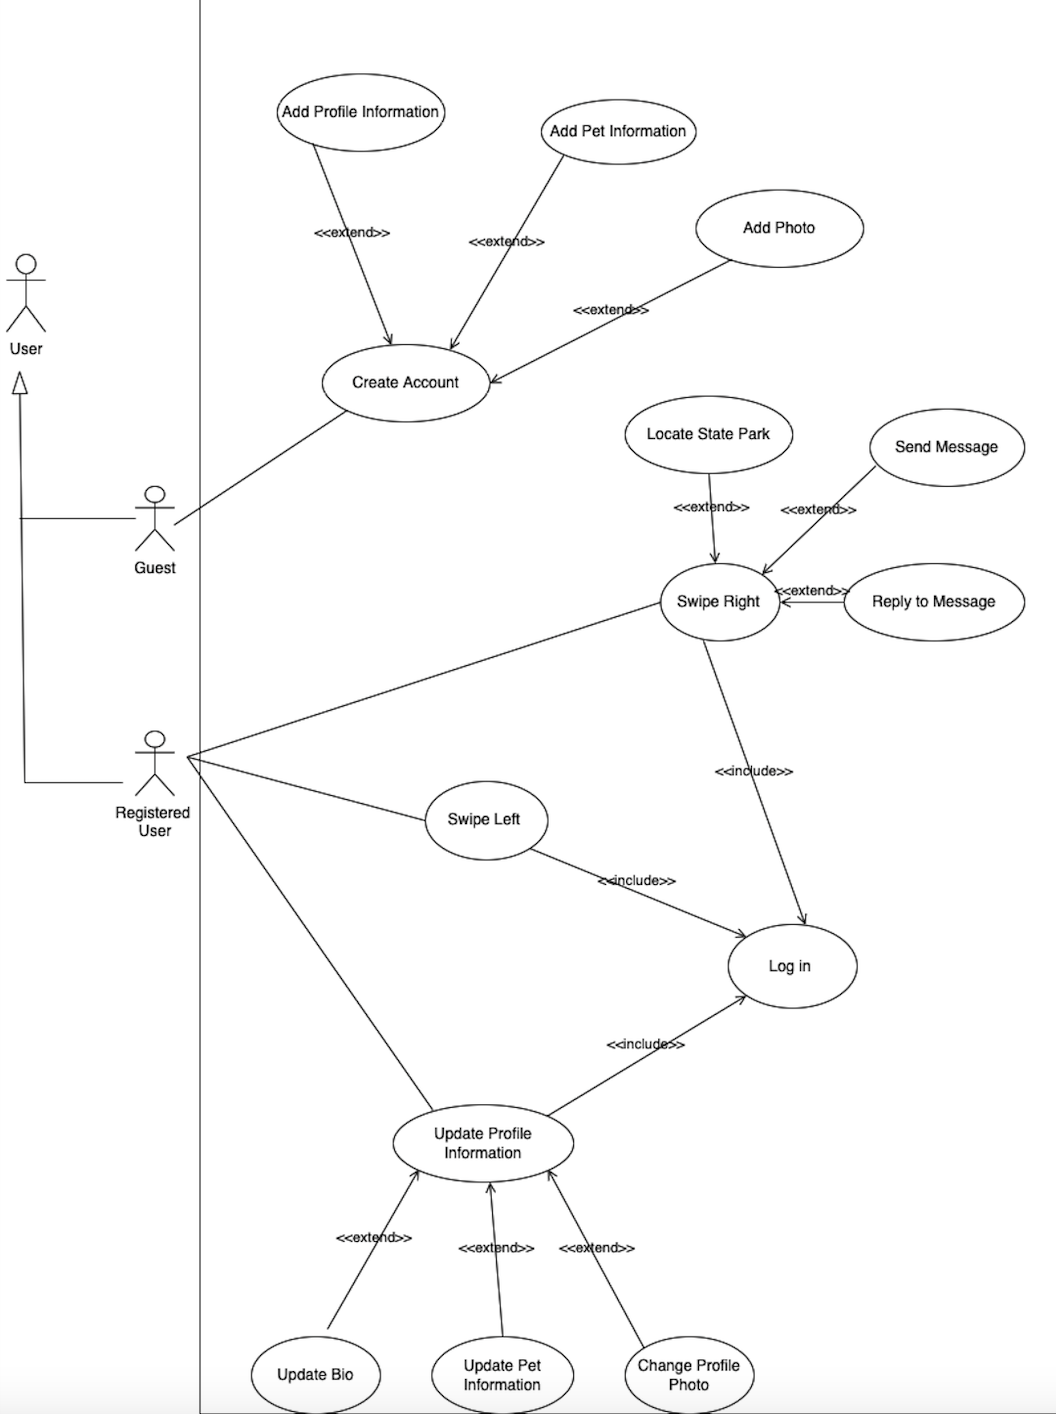 Add Profile Information
Add Pet Information
Add Photo
<<extend>>
<<extend>>
<<extend>>
User
Create Account
Locate State Park
Send Message
<<extend>>
<<extend>>
Guest
<<extend>>
Swipe Right
Reply to Message
<<include>>
Registered
User
Swipe Left
<<include>>
Log in
<<include>>
Update Profile
Information
<<extend>>
<<extend>>
<<extend>>
Update Bio
Update Pet
Information
Change Profile
Photo